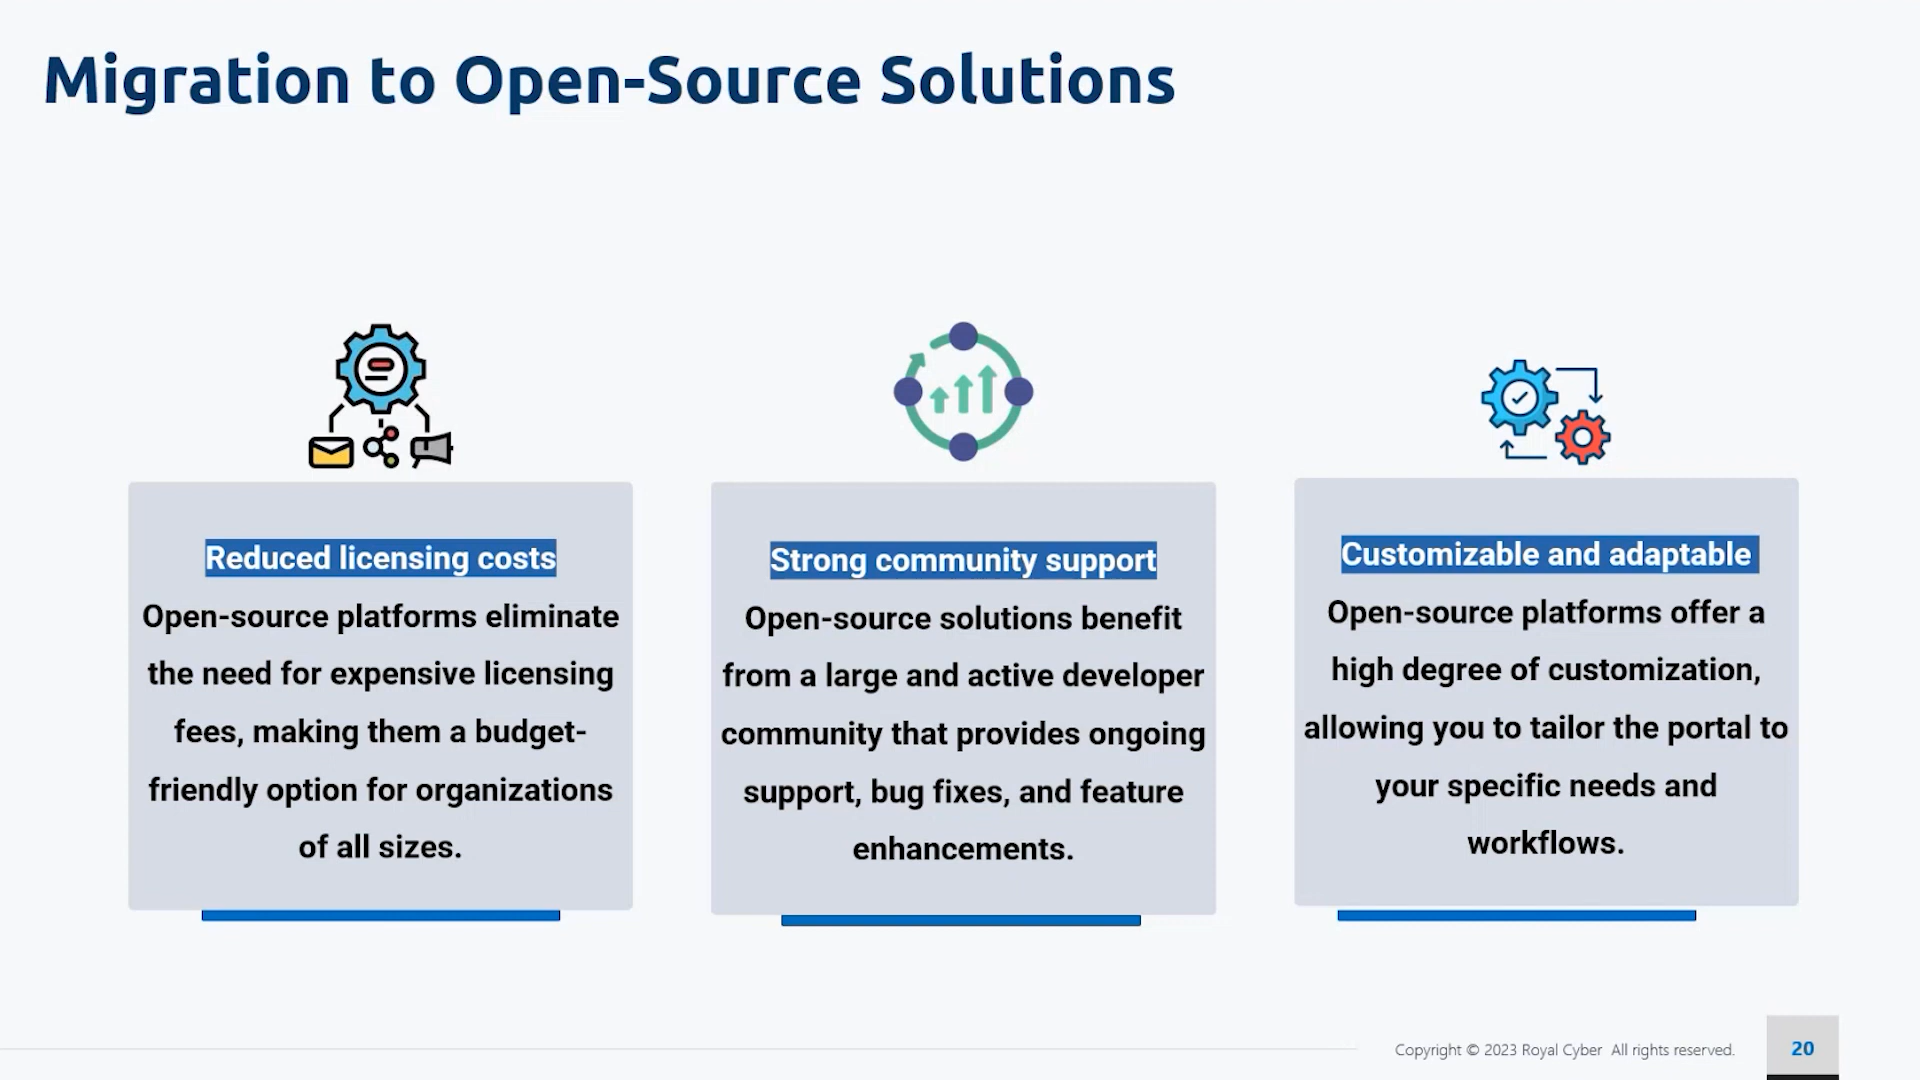 Migration to Open-Source Solutions
Reduced licensing costs
Open-source platforms eliminate
the need for expensive licensing
fees, making them a budget-
friendly option for organizations
of all sizes.
Strong community support
Open-source solutions benefit
from a large and active developer
community that provides ongoing
support, bug fixes, and feature
enhancements.
Customizable and adaptable
Open-source platforms offer a
high degree of customization,
allowing you to tailor the portal to
your specific needs and
workflows.
Copyright © 2023 Royal Cyber All rights reserved.
20